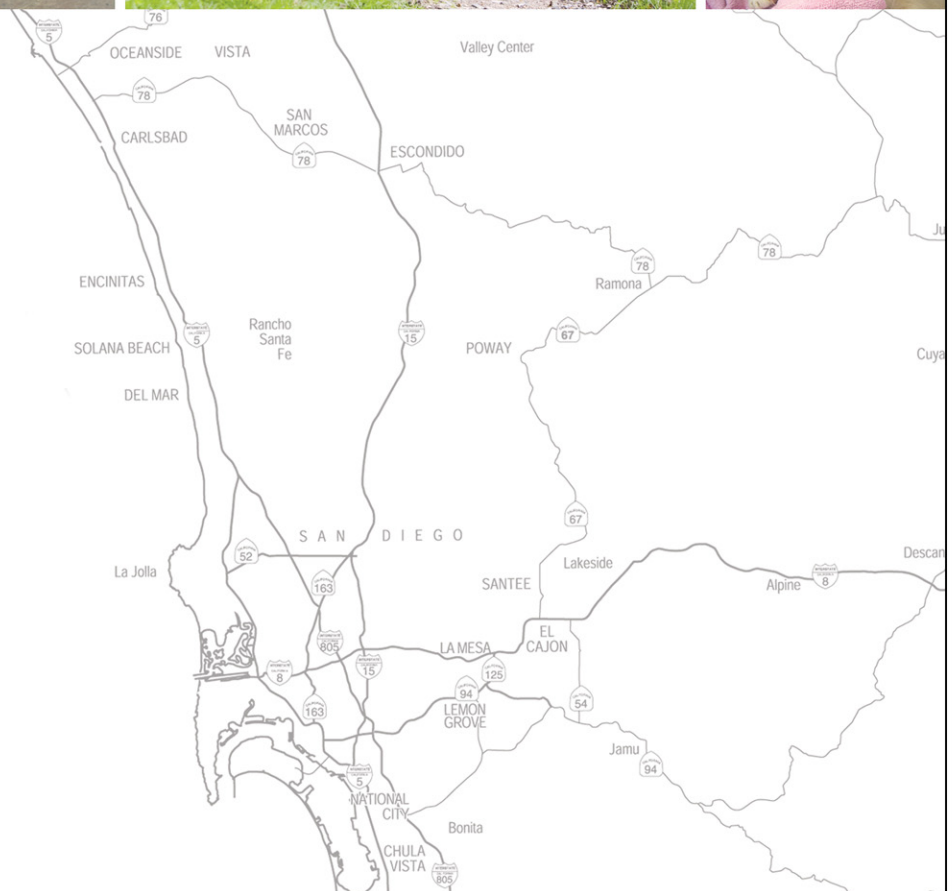 76
5
OCEANSIDE
VISTA
Valley Center
78
SAN
MARCOS
CARLSBAD
78
ESCONDIDO
Ju
78
78
ENCINITAS
Ramona
Rancho
Santa
Fe
5
15
67
SOLANA BEACH
POWAY
Cuya
DEL MAR
67
SAN DIEGO
52
La Jolla
163
SANTEE
Lakeside
Descan
8
Alpine
805
LA MESA
EL
CAJON
15
8
125
94
54
163
LEMON
GROVE
Jamu
94
5
NATIONAL
CITY
Bonita
CHULA
VISTA
805